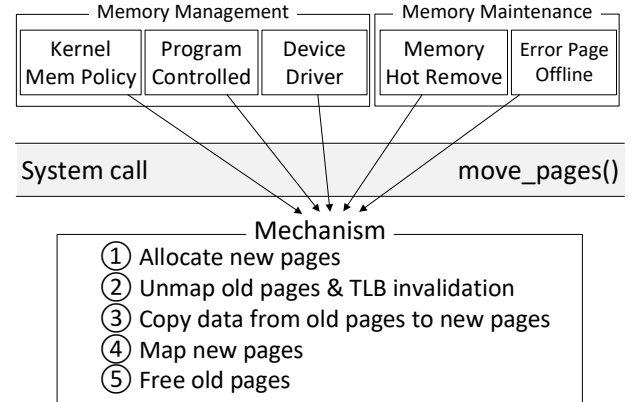 Memory Management
Memory Maintenance
Kernel
Mem Policy
Program
Controlled
Device
Driver
Memory
Hot Remove
Error Page
Offline
System call
move_pages()
Mechanism
① Allocate new pages
② Unmap old pages & TLB invalidation
③ Copy data from old pages to new pages
④ Map new pages
⑤ Free old pages